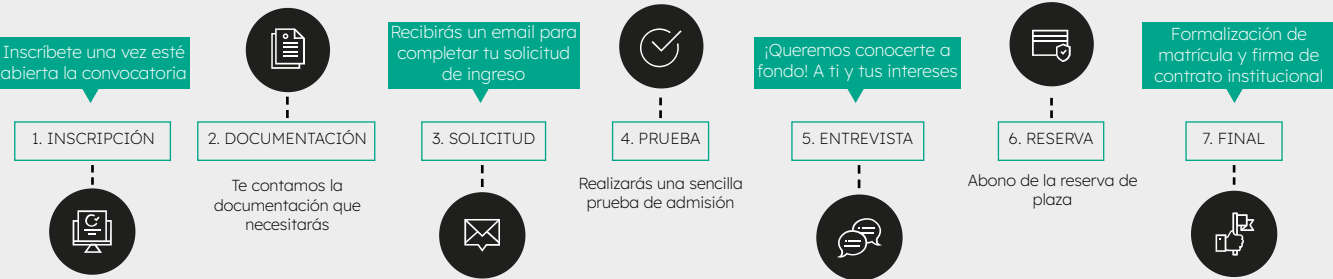 Inscríbete una vez esté
abierta la convocatoria
1. INSCRIPCIÓN
2. DOCUMENTACIÓN
Te contamos la
documentación que
necesitarás
Recibirás un email para
completar tu solicitud
de ingreso
3. SOLICITUD
4. PRUEBA
Realizarás una sencilla
prueba de admisión
¡Queremos conocerte a
fondo! A ti y tus intereses
5. ENTREVISTA
6. RESERVA
Abono de la reserva de
plaza
Formalización de
matrícula y firma de
contrato institucional
7. FINAL